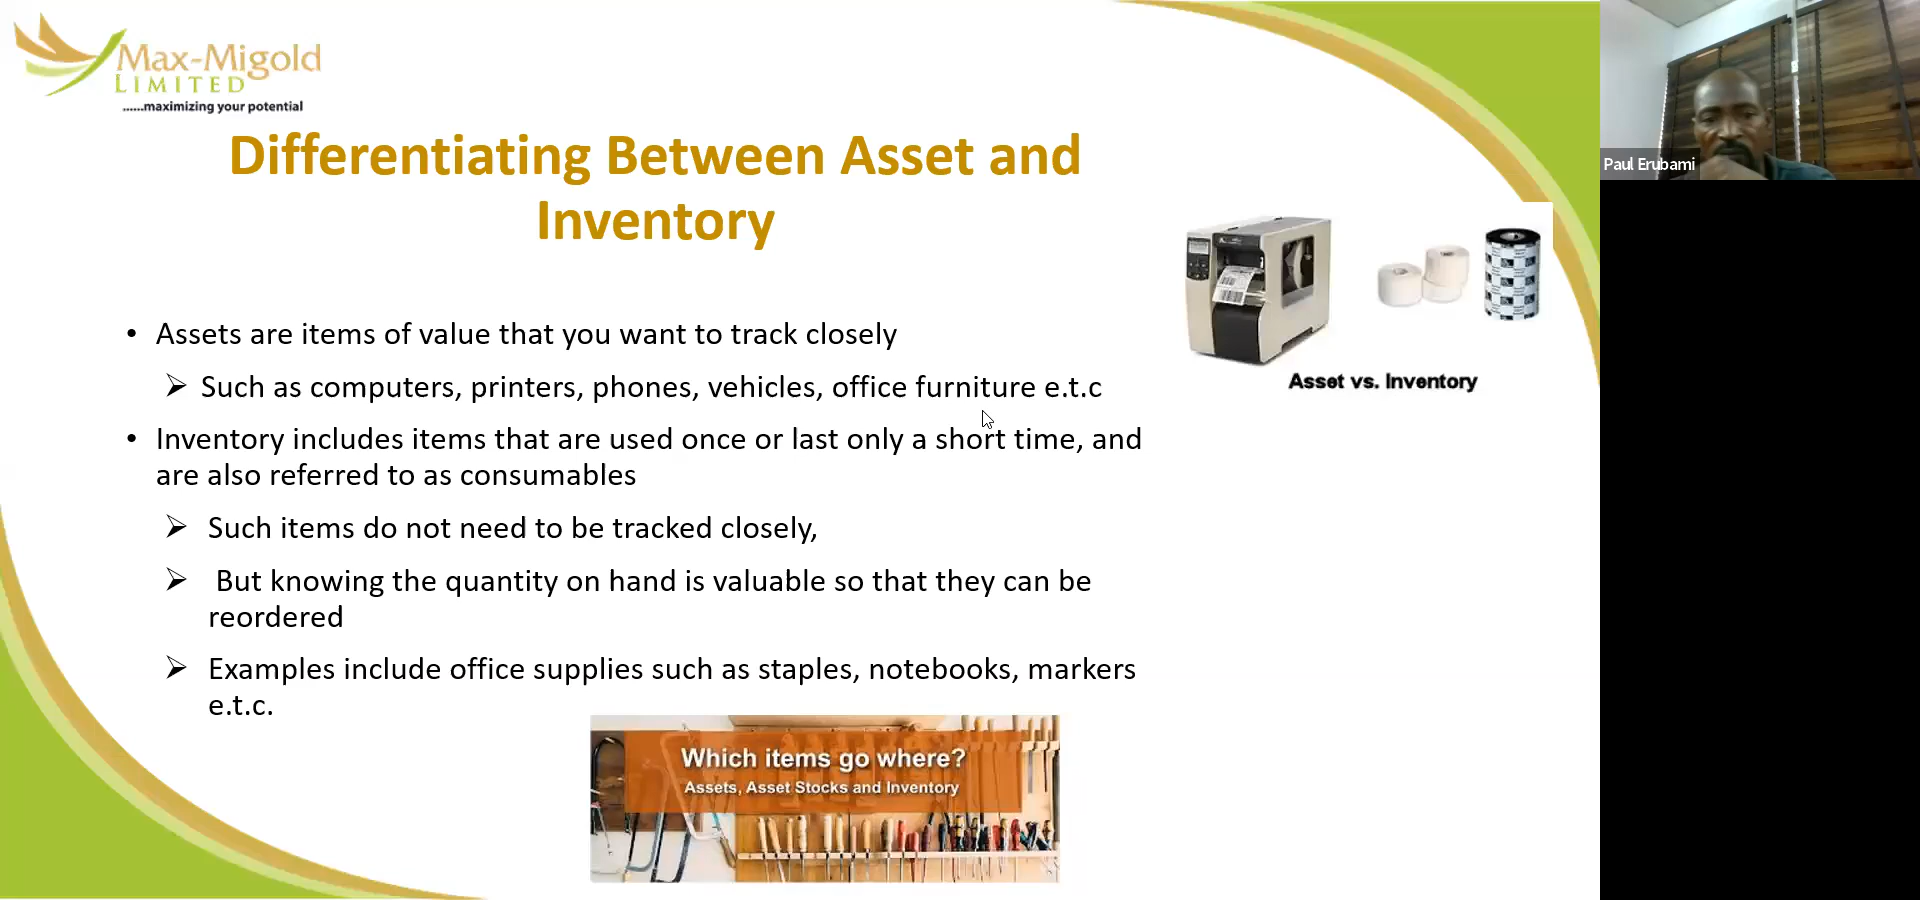 Max-Migold
LIMITED
......maximizing your potential
Differentiating Between Asset and
Inventory
• Assets are items of value that you want to track closely
➢ Such as computers, printers, phones, vehicles, office furniture e.t.c
• Inventory includes items that are used once or last only a short time, and
are also referred to as consumables
➢ Such items do not need to be tracked closely,
➢ But knowing the quantity on hand is valuable so that they can be
reordered
➢ Examples include office supplies such as staples, notebooks, markers
e.t.c.
Asset vs. Inventory
Which items go where?
Assets, Asset Stocks and Inventory
Paul Erubami